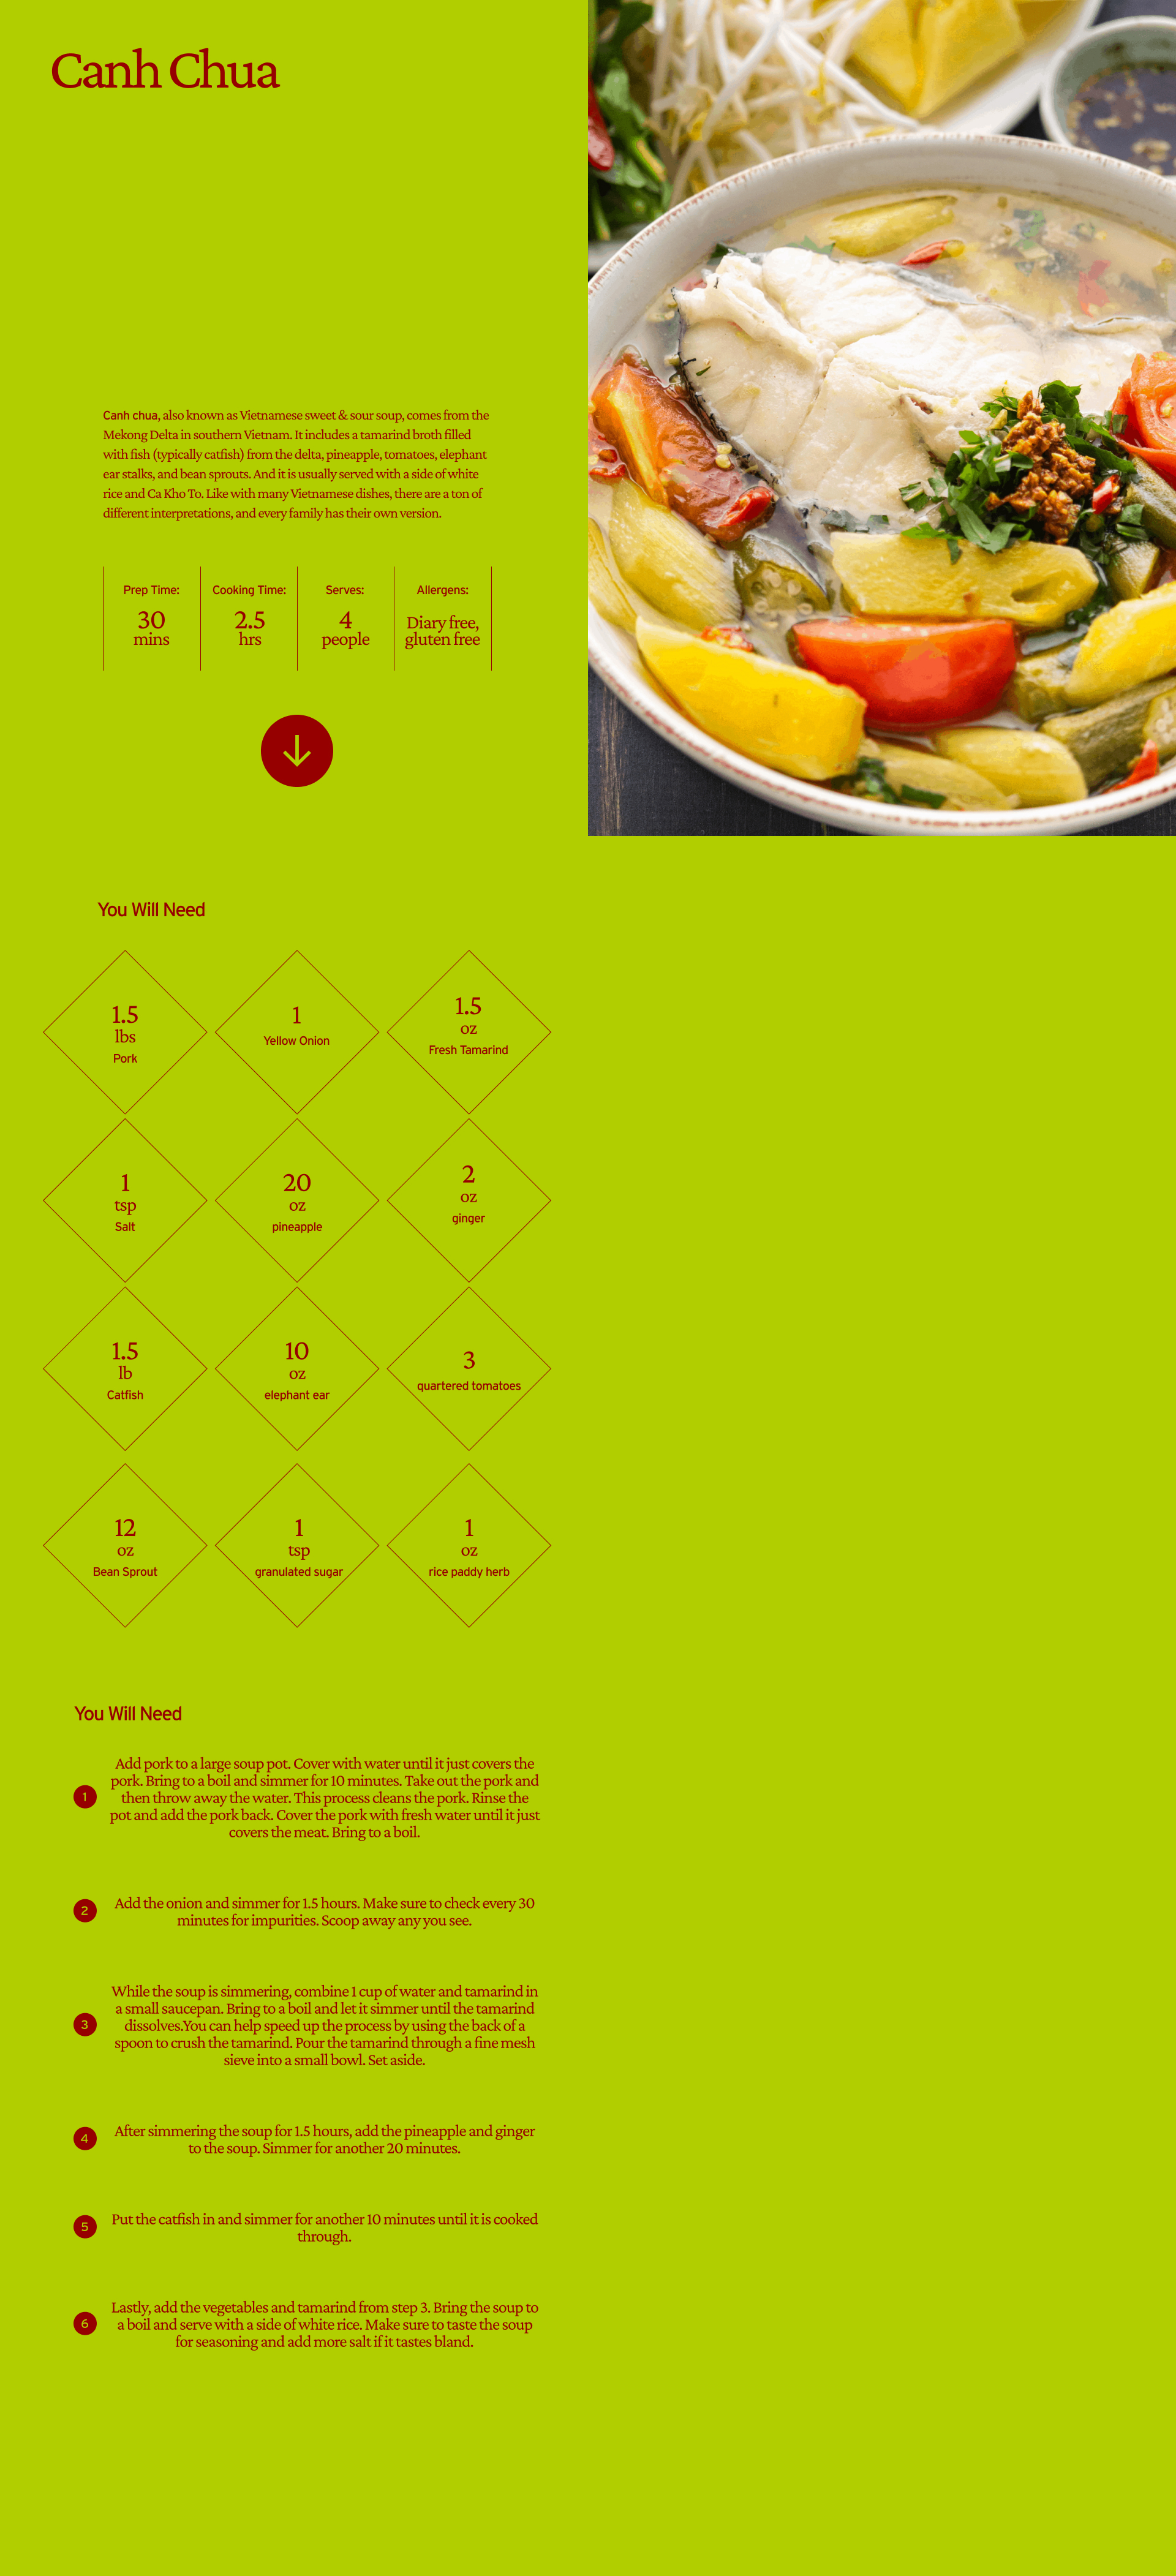 Canh Chua
Canh chua, also known as Vietnamese sweet & sour soup, comes from the
Mekong Delta in southern Vietnam. It includes a tamarind broth filled
with fish (typically catfish) from the delta, pineapple, tomatoes, elephant
ear stalks, and bean sprouts. And it is usually served with a side of white
rice and Ca Kho To. Like with many Vietnamese dishes, there are a ton of
different interpretations, and every family has their own version.
Prep Time:
30
mins
Cooking Time:
2.5
hrs
Serves:
4
people
Allergens:
Diary free,
gluten free
You Will Need
1.5
lbs
Pork
1
Yellow Onion
1.5
oz
Fresh Tamarind
1
tsp
Salt
20
oz
pineapple
2
oz
ginger
1.5
lb
Catfish
10
oz
elephant ear
3
quartered tomatoes
12
oz
Bean Sprout
1
tsp
granulated sugar
1
oz
rice paddy herb
You Will Need
1
Add pork to a large soup pot. Cover with water until it just covers the
pork. Bring to a boil and simmer for 10 minutes. Take out the pork and
then throw away the water. This process cleans the pork. Rinse the
pot and add the pork back. Cover the pork with fresh water until it just
covers the meat. Bring to a boil.
2
Add the onion and simmer for 1.5 hours. Make sure to check every 30
minutes for impurities. Scoop away any you see.
3
While the soup is simmering, combine 1 cup of water and tamarind in
a small saucepan. Bring to a boil and let it simmer until the tamarind
dissolves.You can help speed up the process by using the back of a
spoon to crush the tamarind. Pour the tamarind through a fine mesh
sieve into a small bowl. Set aside.
4
After simmering the soup for 1.5 hours, add the pineapple and ginger
to the soup. Simmer for another 20 minutes.
5
Put the catfish in and simmer for another 10 minutes until it is cooked
through.
6
Lastly, add the vegetables and tamarind from step 3. Bring the soup to
a boil and serve with a side of white rice. Make sure to taste the soup
for seasoning and add more salt if it tastes bland.